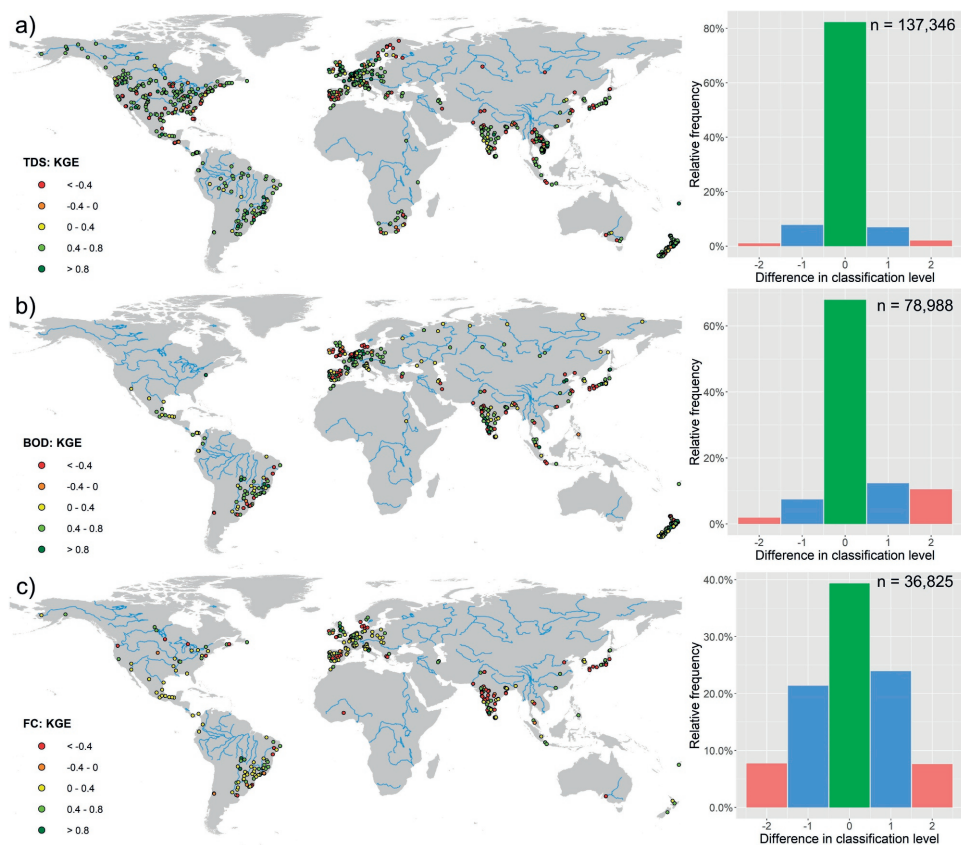 a)
TDS: KGE
< -0.4
-0.4 - 0
0 - 0.4
0.4 - 0.8
> 0.8
n = 137,346
Relative frequency
80%
60%
40%
20%
0%
-2 -1 0 1 2
Difference in classification level
b)
BOD: KGE
< -0.4
-0.4 - 0
0 - 0.4
0.4 - 0.8
> 0.8
n = 78,988
Relative frequency
60%
40%
20%
0%
-2 -1 0 1 2
Difference in classification level
c)
FC: KGE
< -0.4
-0.4 - 0
0 - 0.4
0.4 - 0.8
> 0.8
n = 36,825
Relative frequency
40.0%
30.0%
20.0%
10.0%
0.0%
-2 -1 0 1 2
Difference in classification level